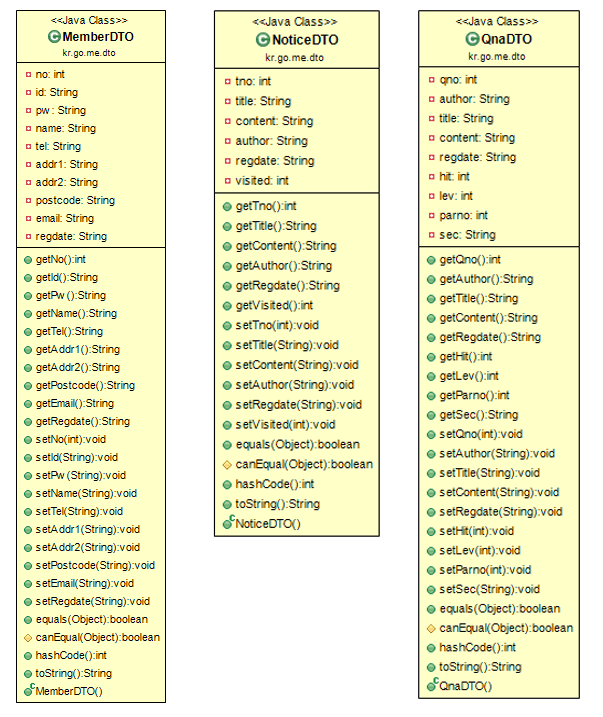 <<Java Class>>
MemberDTO
kr.go.me.dto
no: int
id: String
pw : String
name: String
tel: String
addr1: String
addr2: String
postcode: String
email: String
regdate: String
getNo():int
getId():String
getPw ():String
getName():String
getTel():String
getAddr1():String
getAddr2():String
getPostcode():String
getEmail():String
getRegdate():String
setNo(int):void
setId(String):void
setPw (String):void
setName(String):void
setTel(String):void
setAddr1(String):void
setAddr2(String):void
setPostcode(String):void
setEmail(String):void
setRegdate(String):void
equals(Object):boolean
canEqual(Object):boolean
hashCode():int
toString():String
MemberDTO()
<<Java Class>>
NoticeDTO
kr.go.me.dto
tno: int
title: String
content: String
author: String
regdate: String
visited: int
getTno():int
getTitle():String
getContent():String
getAuthor():String
getRegdate():String
getVisited():int
setTno(int):void
setTitle(String):void
setContent(String):void
setAuthor(String):void
setRegdate(String):void
setVisited(int):void
equals(Object):boolean
canEqual(Object):boolean
hashCode():int
toString():String
NoticeDTO()
<<Java Class>>
QnaDTO
kr.go.me.dto
qno: int
author: String
title: String
content: String
regdate: String
hit: int
lev: int
parno: int
sec: String
getQno():int
getAuthor():String
getTitle():String
getContent():String
getRegdate():String
getHit():int
getLev():int
getParno():int
getSec():String
setQno(int):void
setAuthor(String):void
setTitle(String):void
setContent(String):void
setRegdate(String):void
setHit(int):void
setLev(int):void
setParno(int):void
setSec(String):void
equals(Object):boolean
canEqual(Object):boolean
hashCode():int
toString():String
QnaDTO()